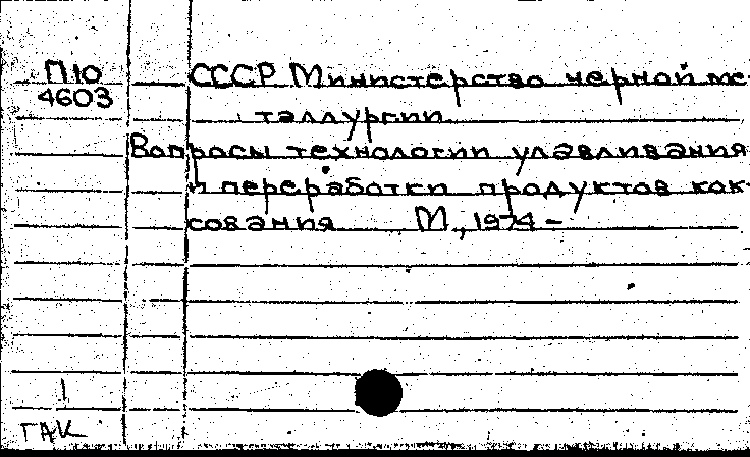 П10 СССР Министерство черной ме-
4603 таллургии.
Вопросы технологии улавливания
и переработки продуктов кок-
сования М., 1974 -
1
ГАК